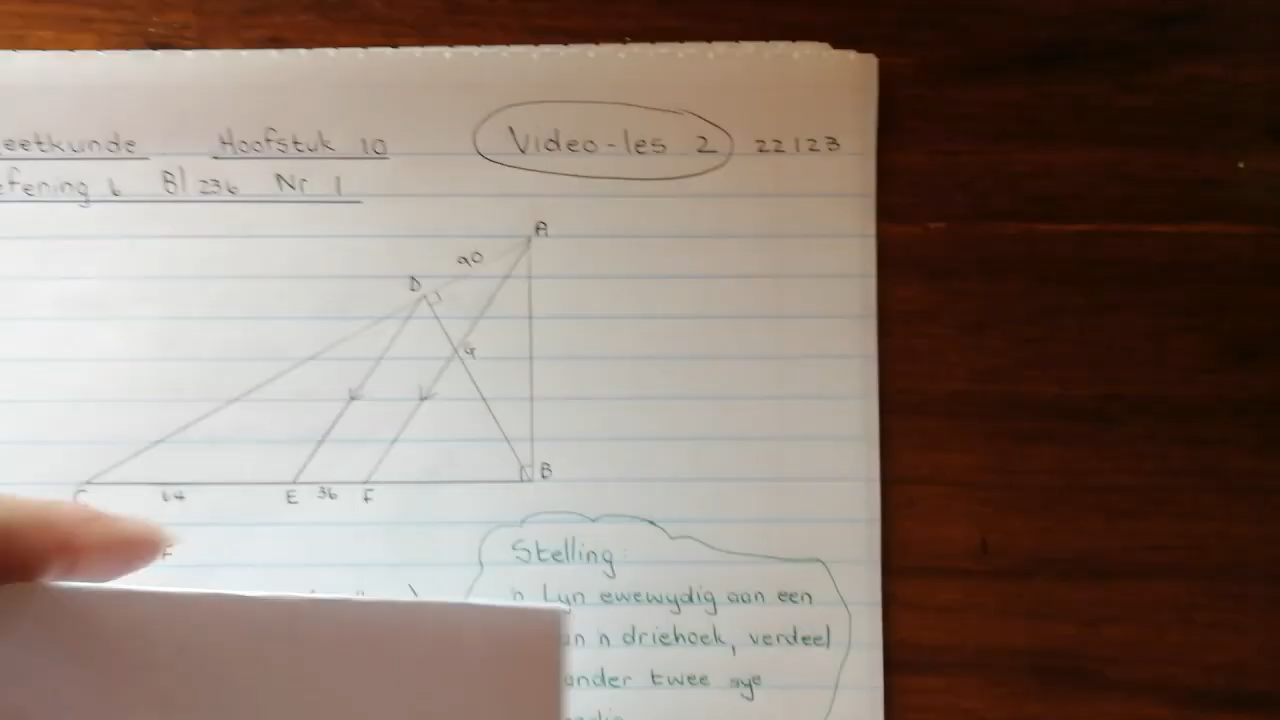 eetkunde Hoofstuk 10 Video-les 2 22123
efening 6 Bl 236 Nr 1
A
90
D
G
B
C 64 E 36 F
F
Stelling
'n Lyn ewewydig aan een
an 'n driehoek, verdeel
ander twee sye